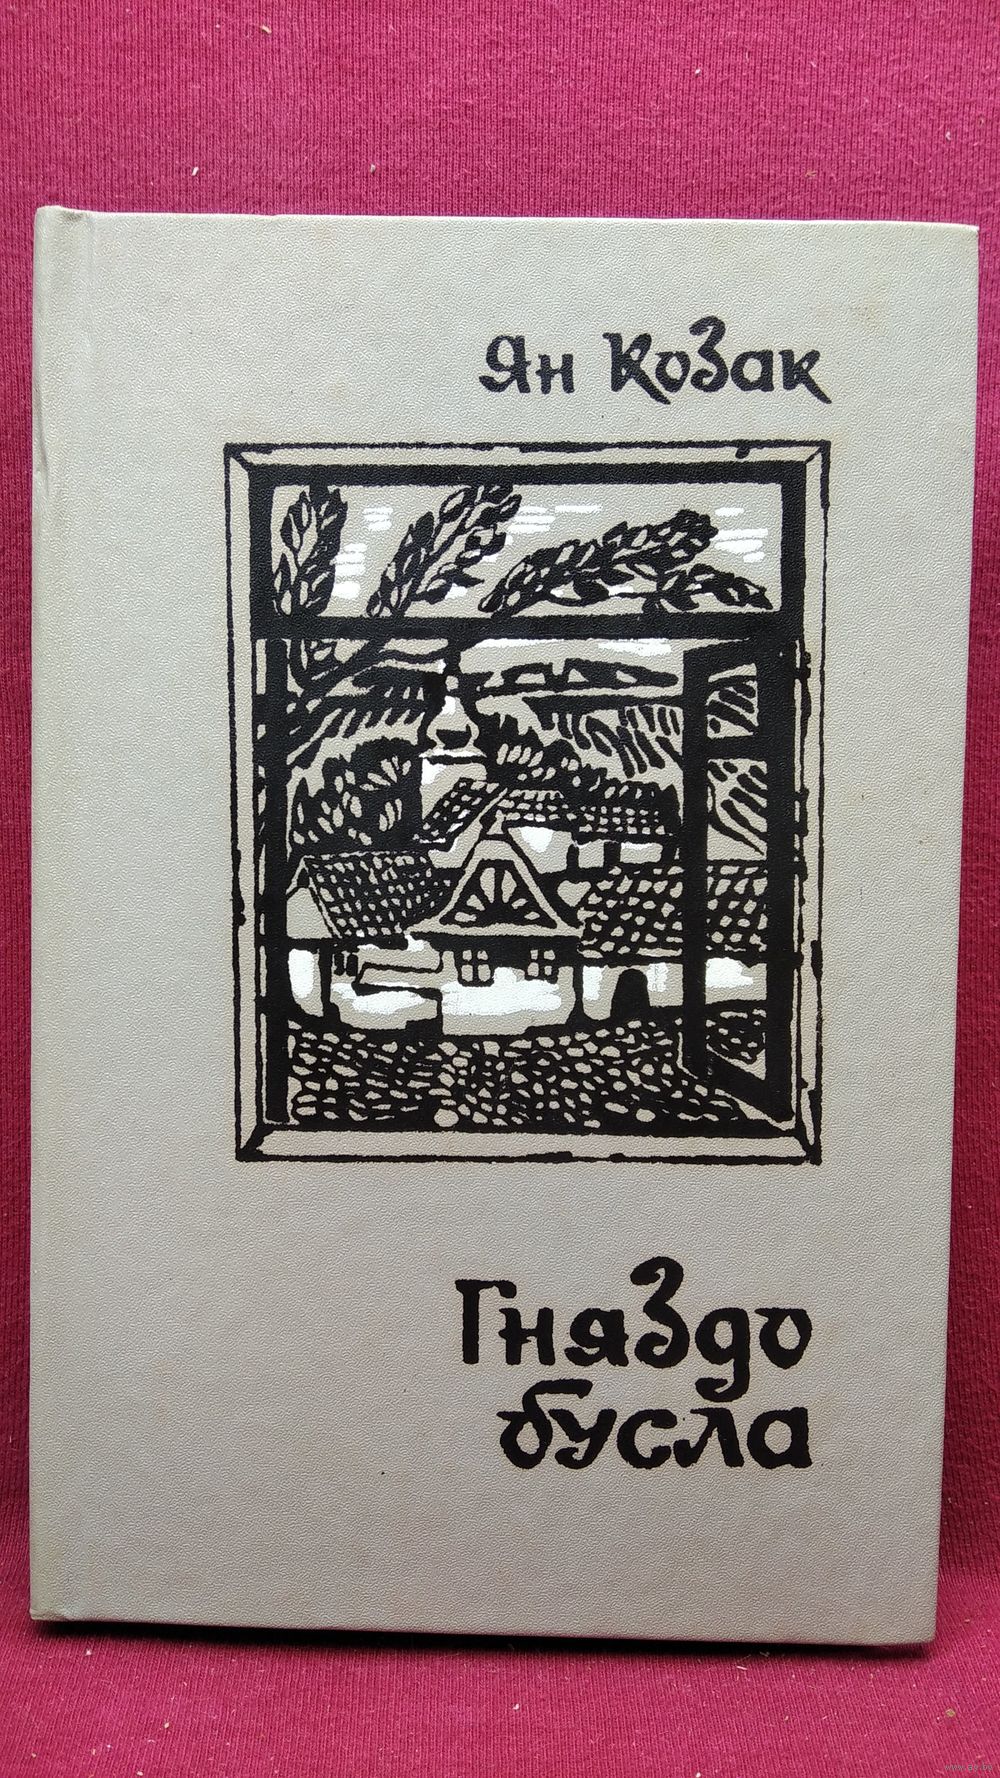 Ян Козак
Гняздо
бусла